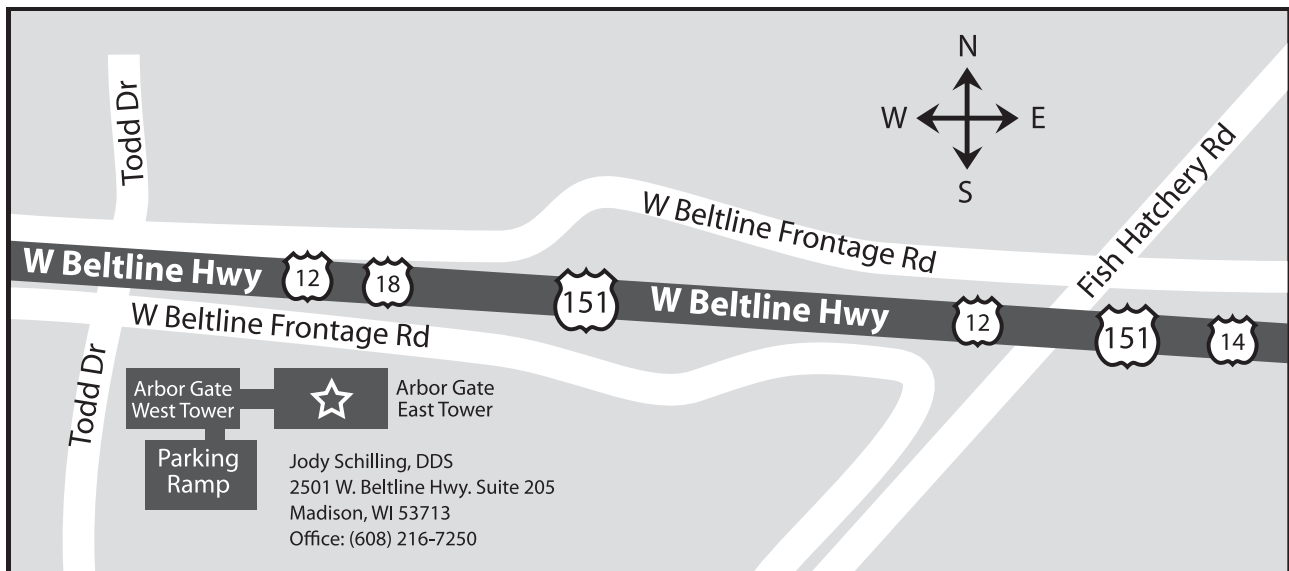 N
W E
S
Todd Dr
Fish Hatchery Rd
W Beltline Frontage Rd
W Beltline Hwy
12
18
151
W Beltline Hwy
12
151
14
W Beltline Frontage Rd
Todd Dr
Arbor Gate
West Tower
Arbor Gate
East Tower
Parking
Ramp
Jody Schilling, DDS
2501 W. Beltline Hwy. Suite 205
Madison, WI 53713
Office: (608) 216-7250